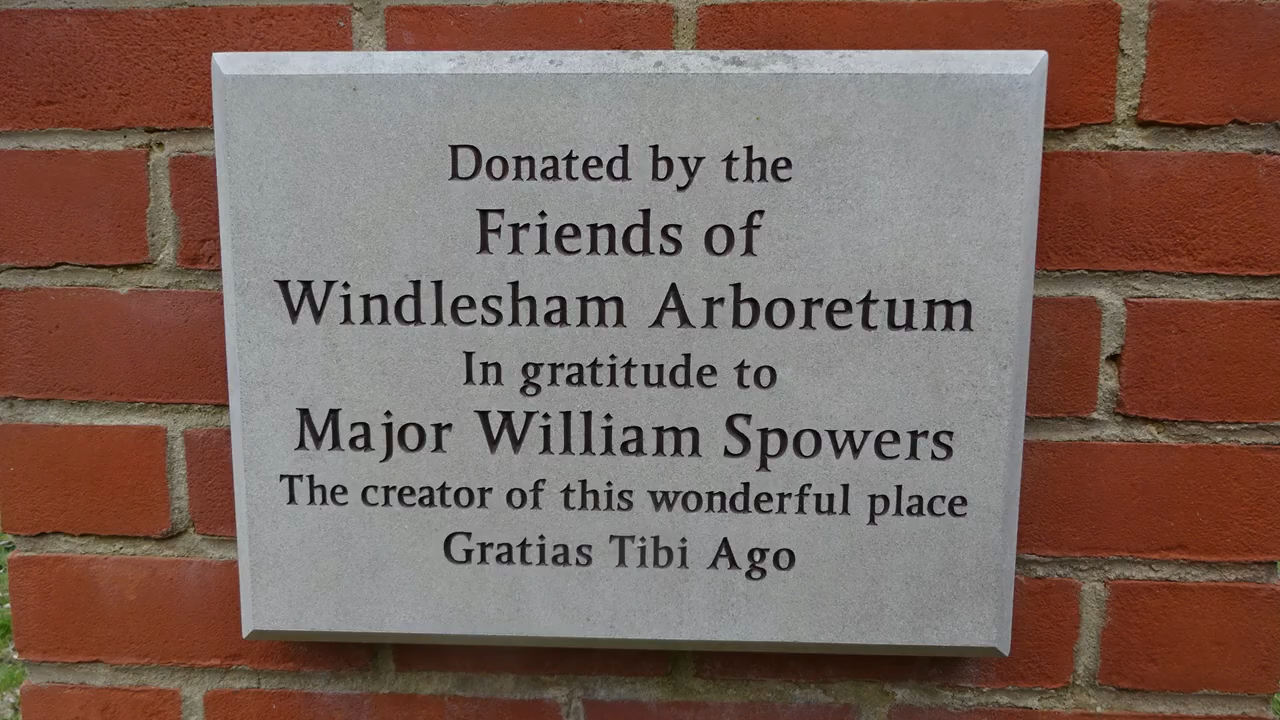 Donated by the
Friends of
Windlesham Arboretum
In gratitude to
Major William Spowers
The creator of this wonderful place
Gratias Tibi Ago